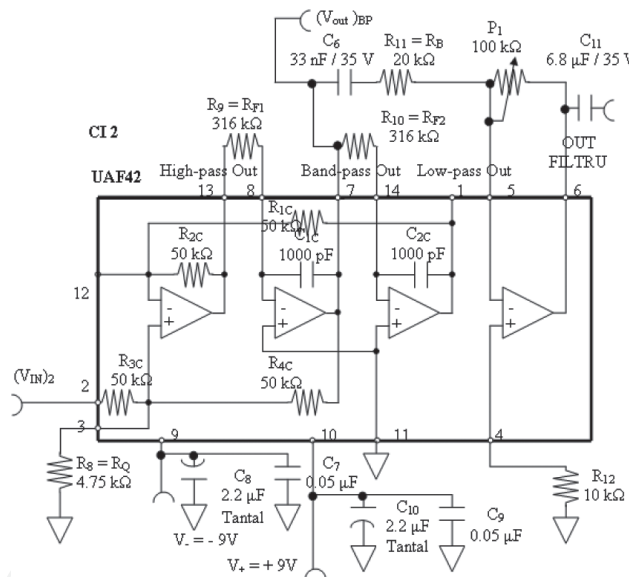 (Vout)BP
C6
33 nF / 35 V
R11 = RB
20 kΩ
P1
100 kΩ
C11
6.8 µF / 35 V
R9 = RF1
316 kΩ
R10 = RF2
316 kΩ
CI 2
OUT
FILTRU
UAF42
High-pass Out
Band-pass Out
Low-pass Out
13
8
7
14
1
5
6
R1C
50 kΩ
R2C
50 kΩ
C1C
1000 pF
C2C
1000 pF
12
-
+
-
+
-
+
-
+
(VIN)2
2
R3C
50 kΩ
R4C
50 kΩ
3
9
10
11
4
R8 = RQ
4.75 kΩ
C8
2.2 µF
Tantal
C7
0.05 µF
R12
10 kΩ
C10
2.2 µF
Tantal
C9
0.05 µF
V- = - 9V
V+ = + 9V